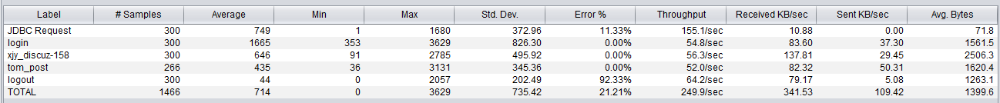 Label # Samples Average Min Max Std. Dev. Error % Throughput Received KB/sec Sent KB/sec Avg. Bytes
JDBC Request 300 749 1 1680 372.96 11.33% 155.1/sec 10.88 0.00 71.8
login 300 1665 353 3629 826.30 0.00% 54.8/sec 83.60 37.30 1561.5
xjy_discuz-158 300 646 91 2785 495.92 0.00% 56.3/sec 137.81 29.45 2506.3
tom_post 266 435 36 3131 345.36 0.00% 52.0/sec 82.32 50.31 1620.4
logout 300 44 0 2057 202.49 92.33% 64.2/sec 79.17 5.08 1263.1
TOTAL 1466 714 0 3629 735.42 21.21% 249.9/sec 341.53 109.42 1399.6